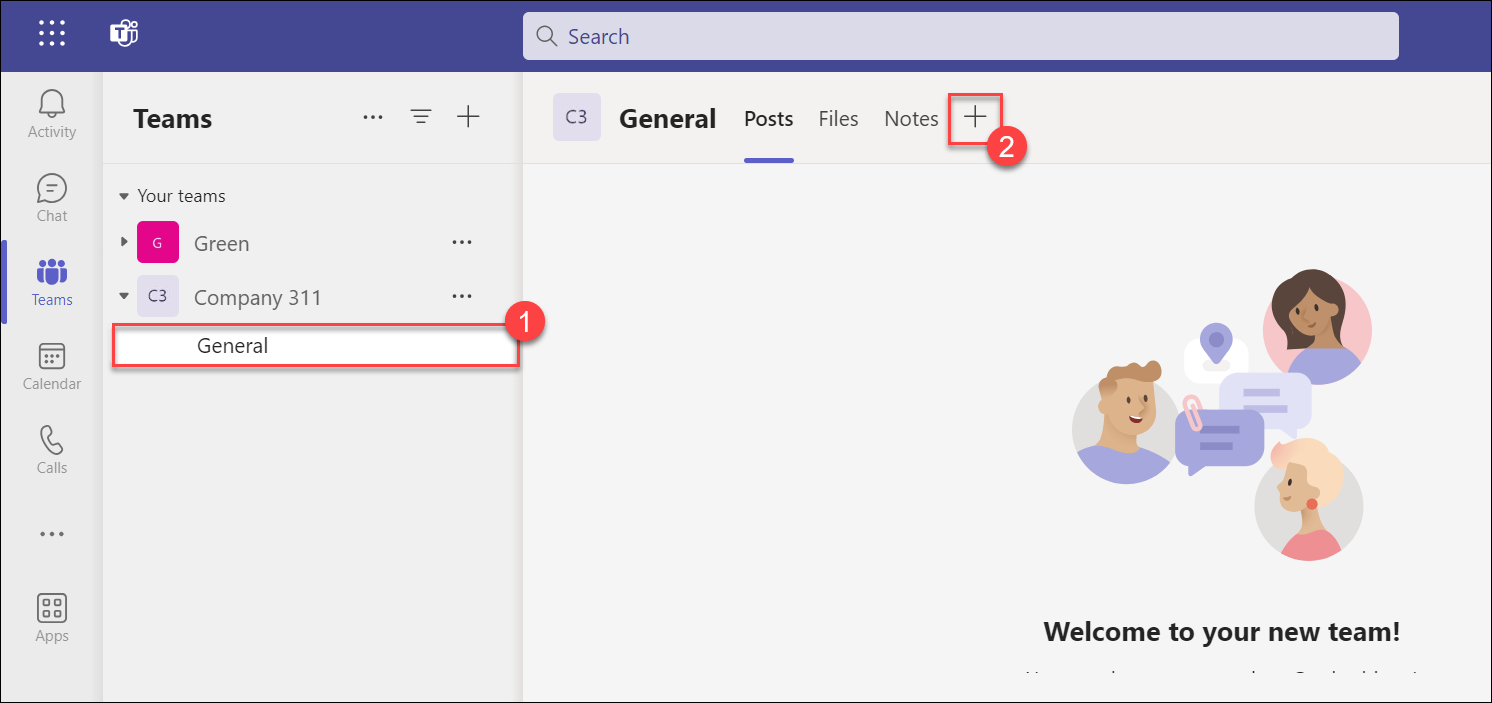 Search
Activity
Chat
Teams
Calendar
Calls
Apps
Teams
Your teams
G Green
C3 Company 311
General
1
C3 General Posts Files Notes
2
Welcome to your new team!